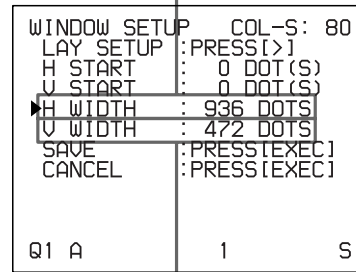 WINDOW SETUP COL-S: 80
LAY SETUP :PRESS[>]
H START : 0 DOT(S)
V START : 0 DOT(S)
▶H WIDTH : 936 DOTS
V WIDTH : 472 DOTS
SAVE :PRESS[EXEC]
CANCEL :PRESS[EXEC]
Q1 A 1 S